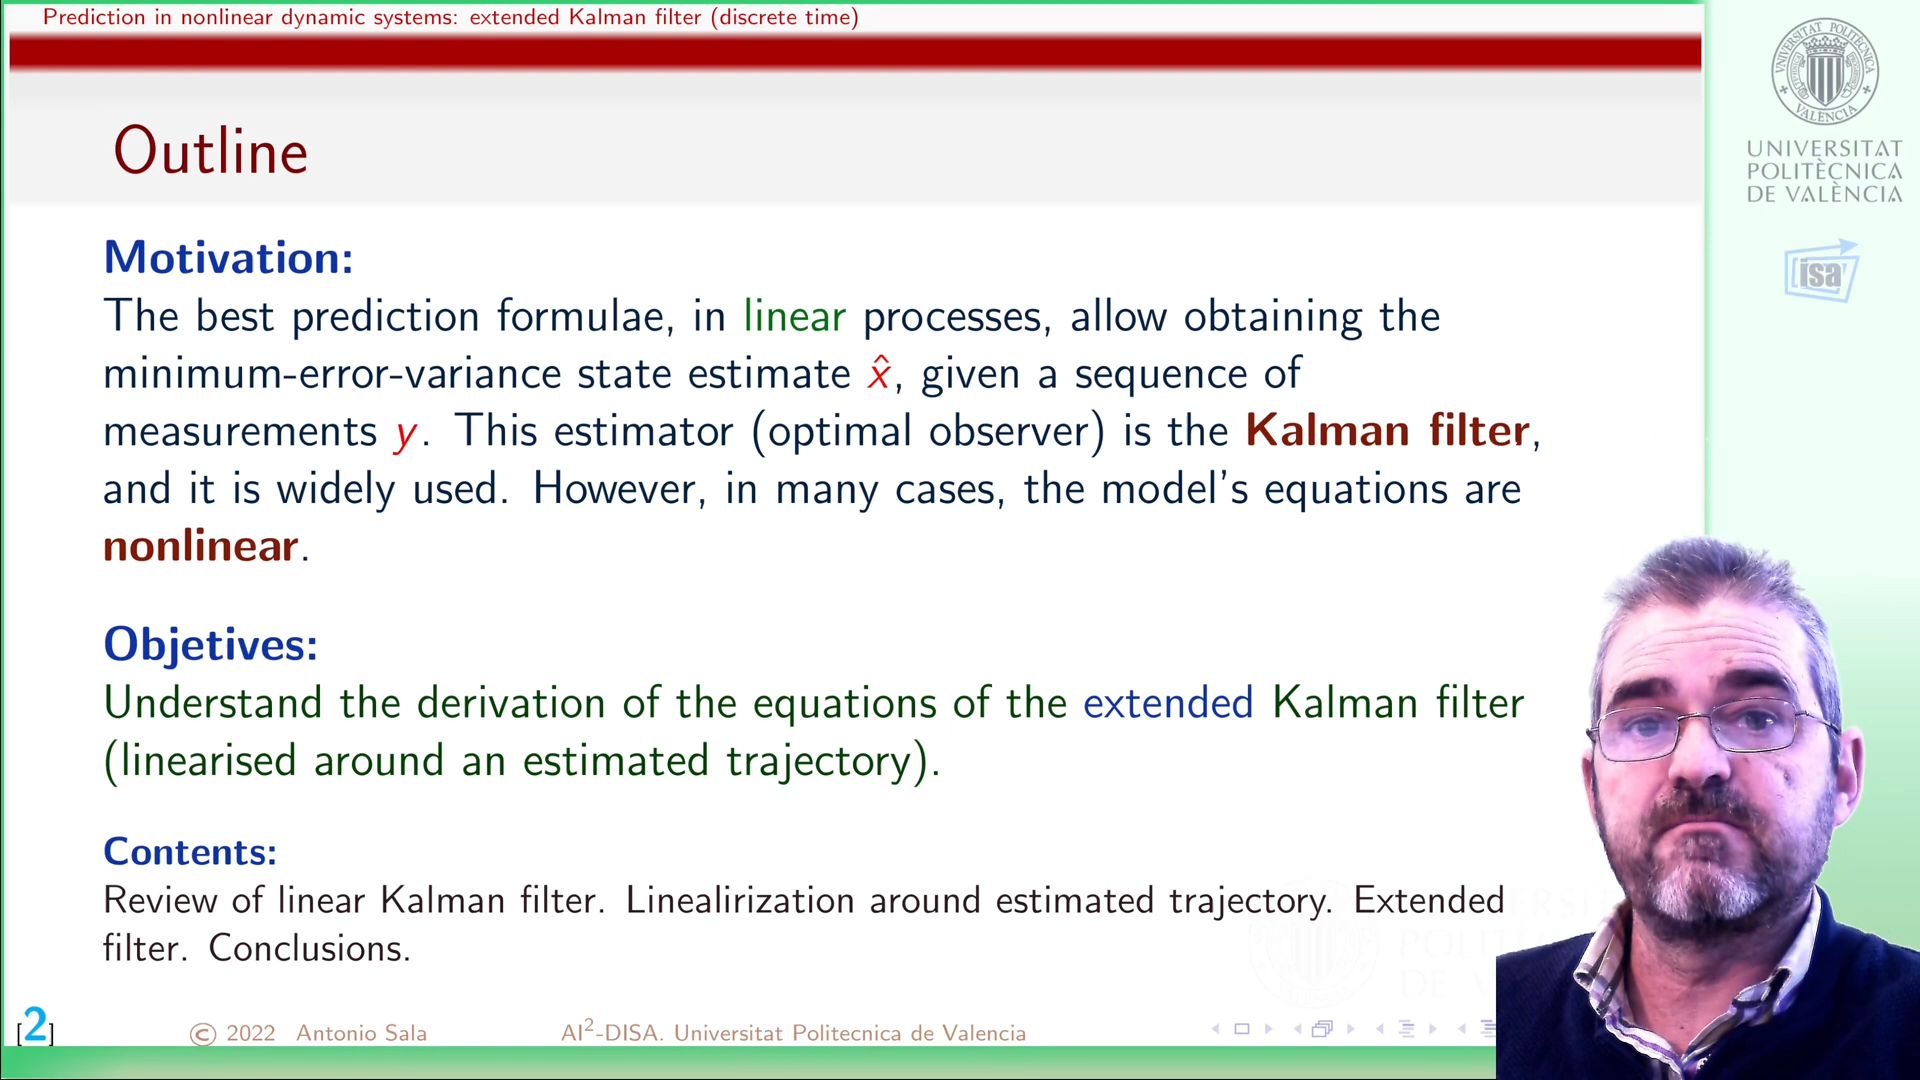 Prediction in nonlinear dynamic systems: extended Kalman filter (discrete time)
Outline
Motivation:
The best prediction formulae, in linear processes, allow obtaining the
minimum-error-variance state estimate x̂, given a sequence of
measurements y. This estimator (optimal observer) is the Kalman filter,
and it is widely used. However, in many cases, the model's equations are
nonlinear.
Objetives:
Understand the derivation of the equations of the extended Kalman filter
(linearised around an estimated trajectory).
Contents:
Review of linear Kalman filter. Linealirization around estimated trajectory. Extended
filter. Conclusions.
[2]
© 2022 Antonio Sala
AI²-DISA. Universitat Politecnica de Valencia
UNIVERSITAT
POLITÈCNICA
DE VALÈNCIA
isa